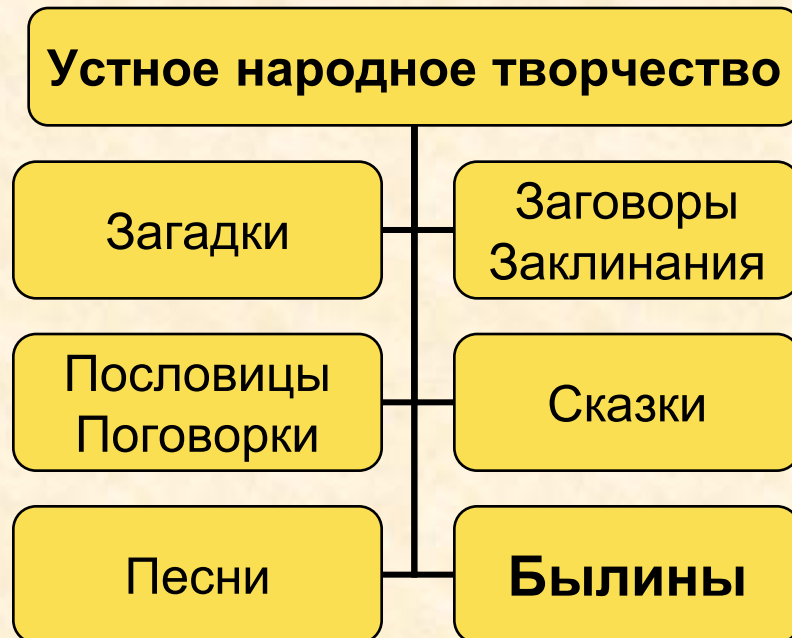 Устное народное творчество
Загадки
Заговоры
Заклинания
Пословицы
Поговорки
Сказки
Песни
Былины